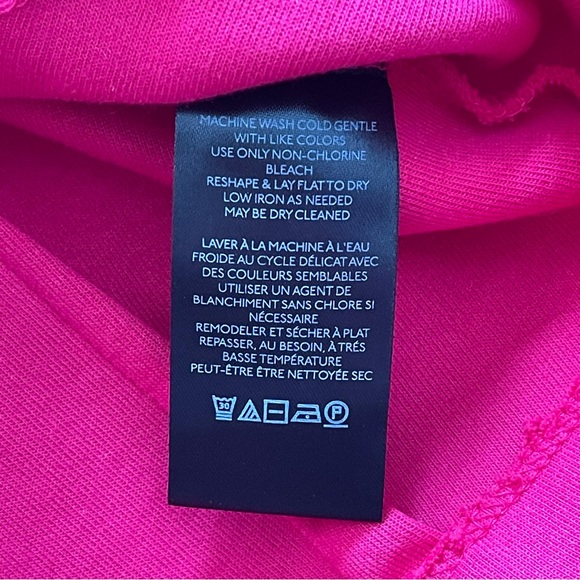 MACHINE WASH COLD GENTLE
WITH LIKE COLORS
USE ONLY NON-CHLORINE
BLEACH
RESHAPE & LAY FLAT TO DRY
LOW IRON AS NEEDED
MAY BE DRY CLEANED
LAVER À LA MACHINE À L'EAU
FROIDE AU CYCLE DÉLICAT AVEC
DES COULEURS SEMBLABLES
UTILISER UN AGENT DE
BLANCHIMENT SANS CHLORE SI
NÉCESSAIRE
REMODELER ET SÉCHER À PLAT
REPASSER, AU BESOIN, À TRÉS
BASSE TEMPÉRATURE
PEUT-ÊTRE ÊTRE NETTOYÉE SEC
30 P